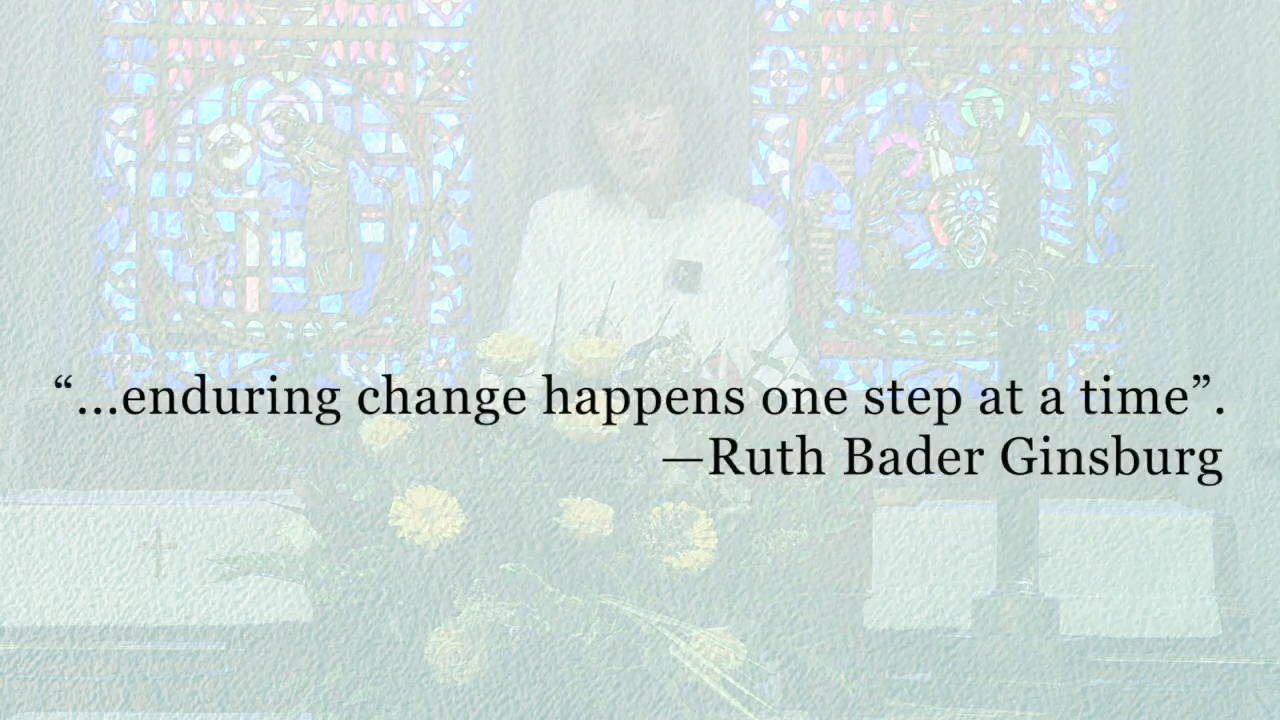 “...enduring change happens one step at a time”.
—Ruth Bader Ginsburg